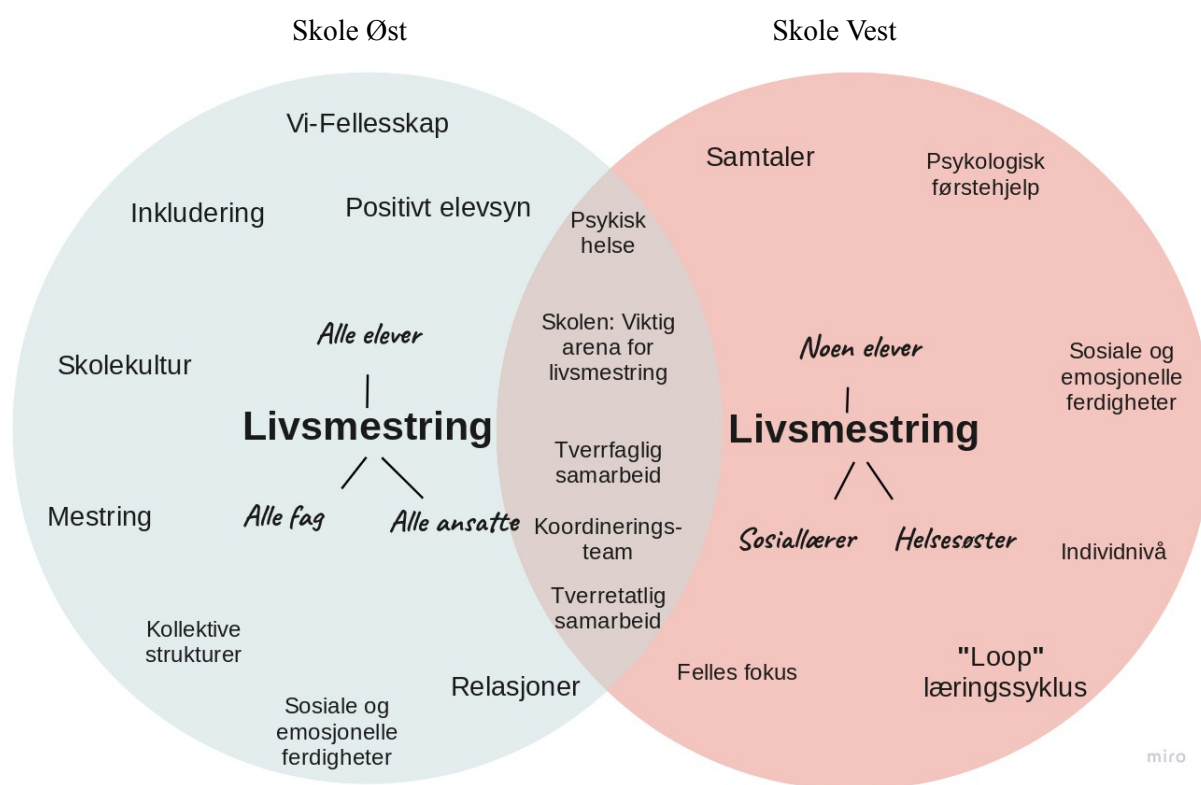 Skole Øst
Skole Vest
Vi-Fellesskap
Inkludering
Positivt elevsyn
Alle elever
Skolekultur
Livsmestring
Mestring
Alle fag
Alle ansatte
Kollektive
strukturer
Relasjoner
Sosiale og
emosjonelle
ferdigheter
Psykisk
helse
Skolen: Viktig
arena for
livsmestring
Tverrfaglig
samarbeid
Koordinerings-
team
Tverretatlig
samarbeid
Samtaler
Psykologisk
førstehjelp
Noen elever
Sosiale og
emosjonelle
ferdigheter
Livsmestring
Sosiallærer
Helsesøster
Individnivå
Felles fokus
"Loop"
læringssyklus
miro